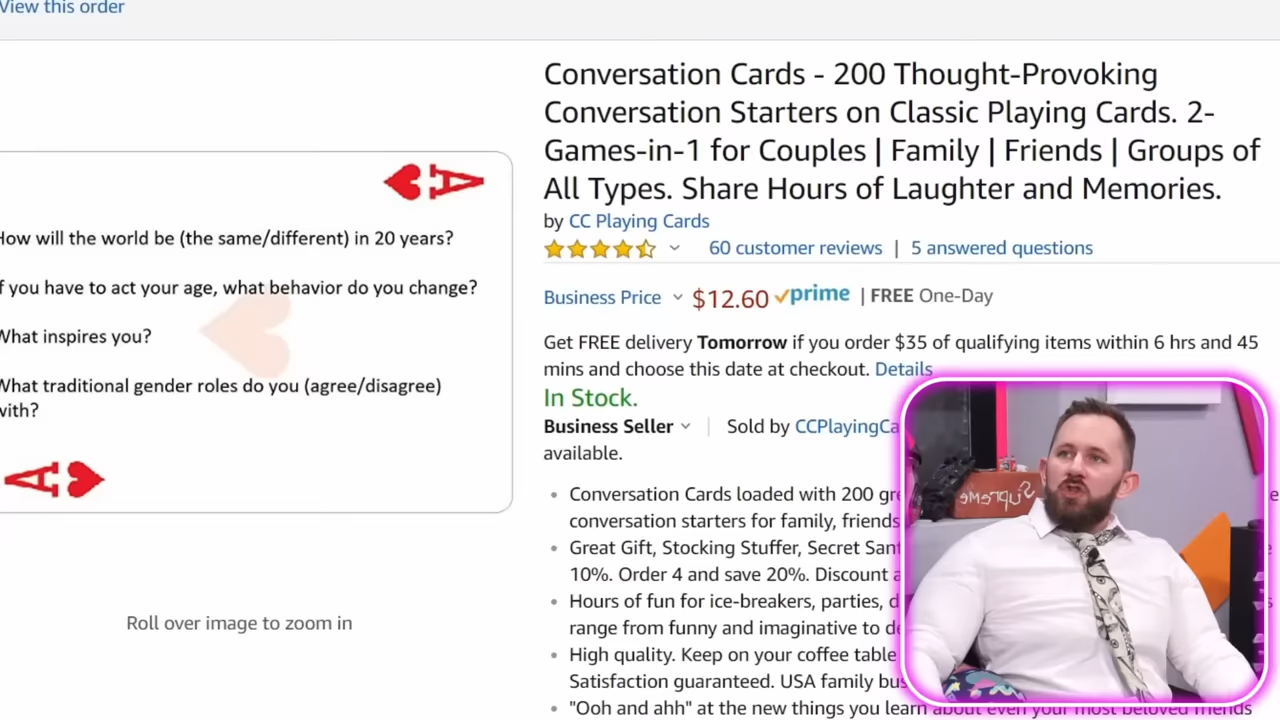 View this order
Conversation Cards - 200 Thought-Provoking
Conversation Starters on Classic Playing Cards. 2-
Games-in-1 for Couples | Family | Friends | Groups of
All Types. Share Hours of Laughter and Memories.
by CC Playing Cards
60 customer reviews | 5 answered questions
Business Price $12.60 prime | FREE One-Day
Get FREE delivery Tomorrow if you order $35 of qualifying items within 6 hrs and 45
mins and choose this date at checkout. Details
In Stock.
Business Seller | Sold by CCPlayingCa
available.
Conversation Cards loaded with 200 gre
conversation starters for family, friends
Great Gift, Stocking Stuffer, Secret San
10%. Order 4 and save 20%. Discount a
Hours of fun for ice-breakers, parties, d
range from funny and imaginative to de
High quality. Keep on your coffee table
Satisfaction guaranteed. USA family bus
"Ooh and ahh" at the new things you learn about even your most beloved friends
A
How will the world be (the same/different) in 20 years?
f you have to act your age, what behavior do you change?
What inspires you?
What traditional gender roles do you (agree/disagree)
with?
A
Roll over image to zoom in
Supreme